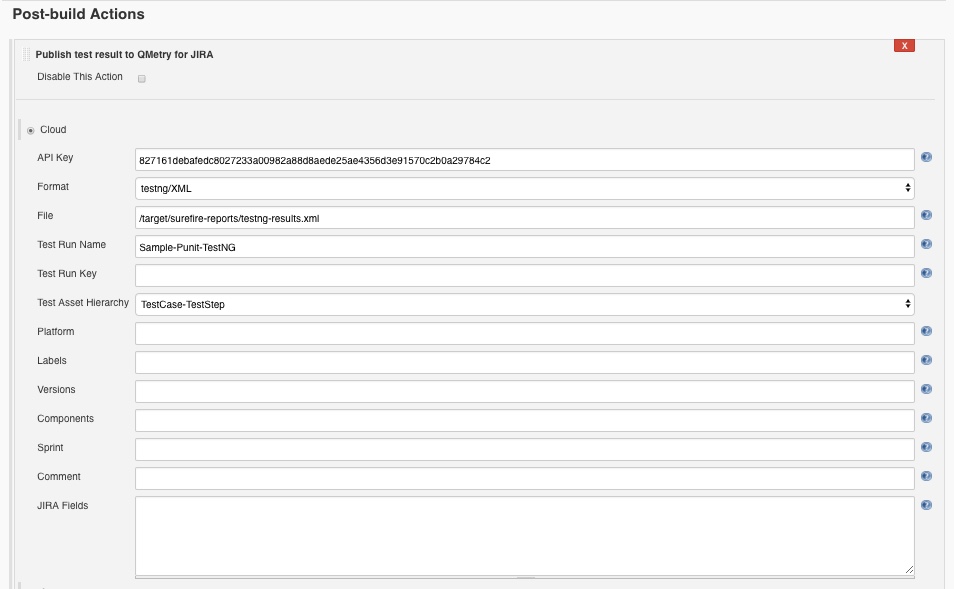 Post-build Actions
Publish test result to QMetry for JIRA
X
Disable This Action
Cloud
API Key
827161debafedc8027233a00982a88d8aede25ae4356d3e91570c2b0a29784c2
Format
testng/XML
File
/target/surefire-reports/testng-results.xml
Test Run Name
Sample-Punit-TestNG
Test Run Key
Test Asset Hierarchy
TestCase-TestStep
Platform
Labels
Versions
Components
Sprint
Comment
JIRA Fields